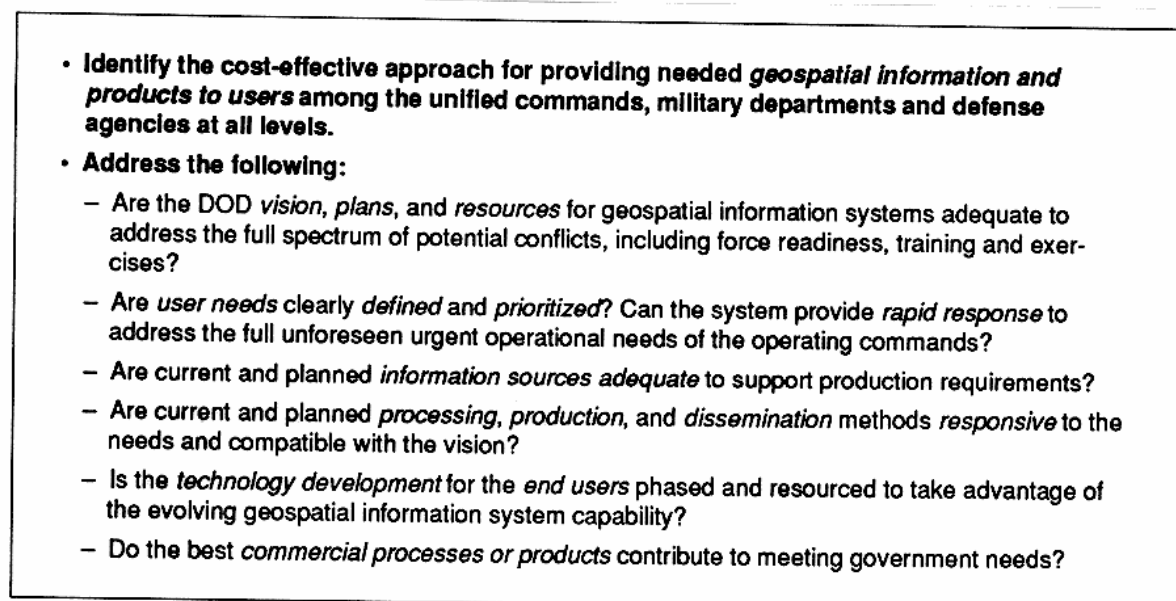 • Identify the cost-effective approach for providing needed geospatial information and
products to users among the unified commands, military departments and defense
agencies at all levels.
• Address the following:
– Are the DOD vision, plans, and resources for geospatial information systems adequate to
address the full spectrum of potential conflicts, including force readiness, training and exer-
cises?
– Are user needs clearly defined and prioritized? Can the system provide rapid response to
address the full unforeseen urgent operational needs of the operating commands?
– Are current and planned information sources adequate to support production requirements?
– Are current and planned processing, production, and dissemination methods responsive to the
needs and compatible with the vision?
– Is the technology development for the end users phased and resourced to take advantage of
the evolving geospatial information system capability?
– Do the best commercial processes or products contribute to meeting government needs?